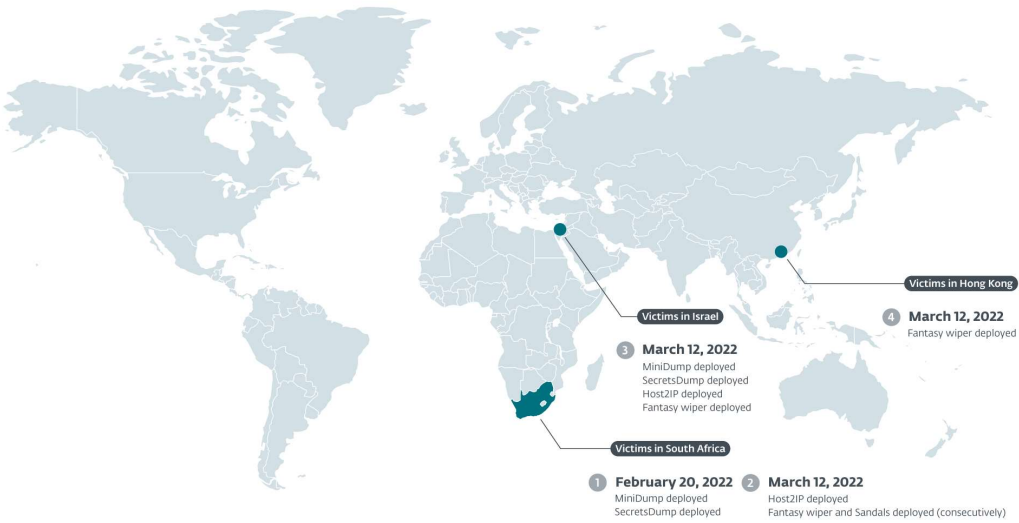 Victims in Hong Kong
4 March 12, 2022
Fantasy wiper deployed
Victims in Israel
3 March 12, 2022
MiniDump deployed
SecretsDump deployed
Host2IP deployed
Fantasy wiper deployed
Victims in South Africa
1 February 20, 2022
MiniDump deployed
SecretsDump deployed
2 March 12, 2022
Host2IP deployed
Fantasy wiper and Sandals deployed (consecutively)